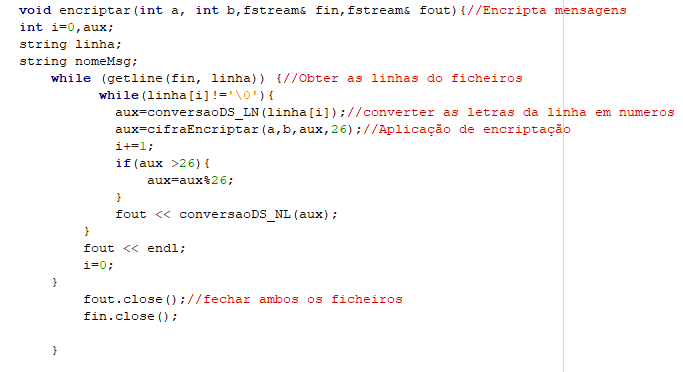 void encriptar(int a, int b,fstream& fin,fstream& fout){//Encripta mensagens
int i=0,aux;
string linha;
string nomeMsg;
while (getline(fin, linha)) {//Obter as linhas do ficheiros
while(linha[i]!='\0'){
aux=conversaoDS_LN(linha[i]);//converter as letras da linha em numeros
aux=cifraEncriptar(a,b,aux,26);//Aplicação de encriptação
i+=1;
if(aux >26){
aux=aux%26;
}
fout << conversaoDS_NL(aux);
}
fout << endl;
i=0;
}
fout.close();//fechar ambos os ficheiros
fin.close();
}